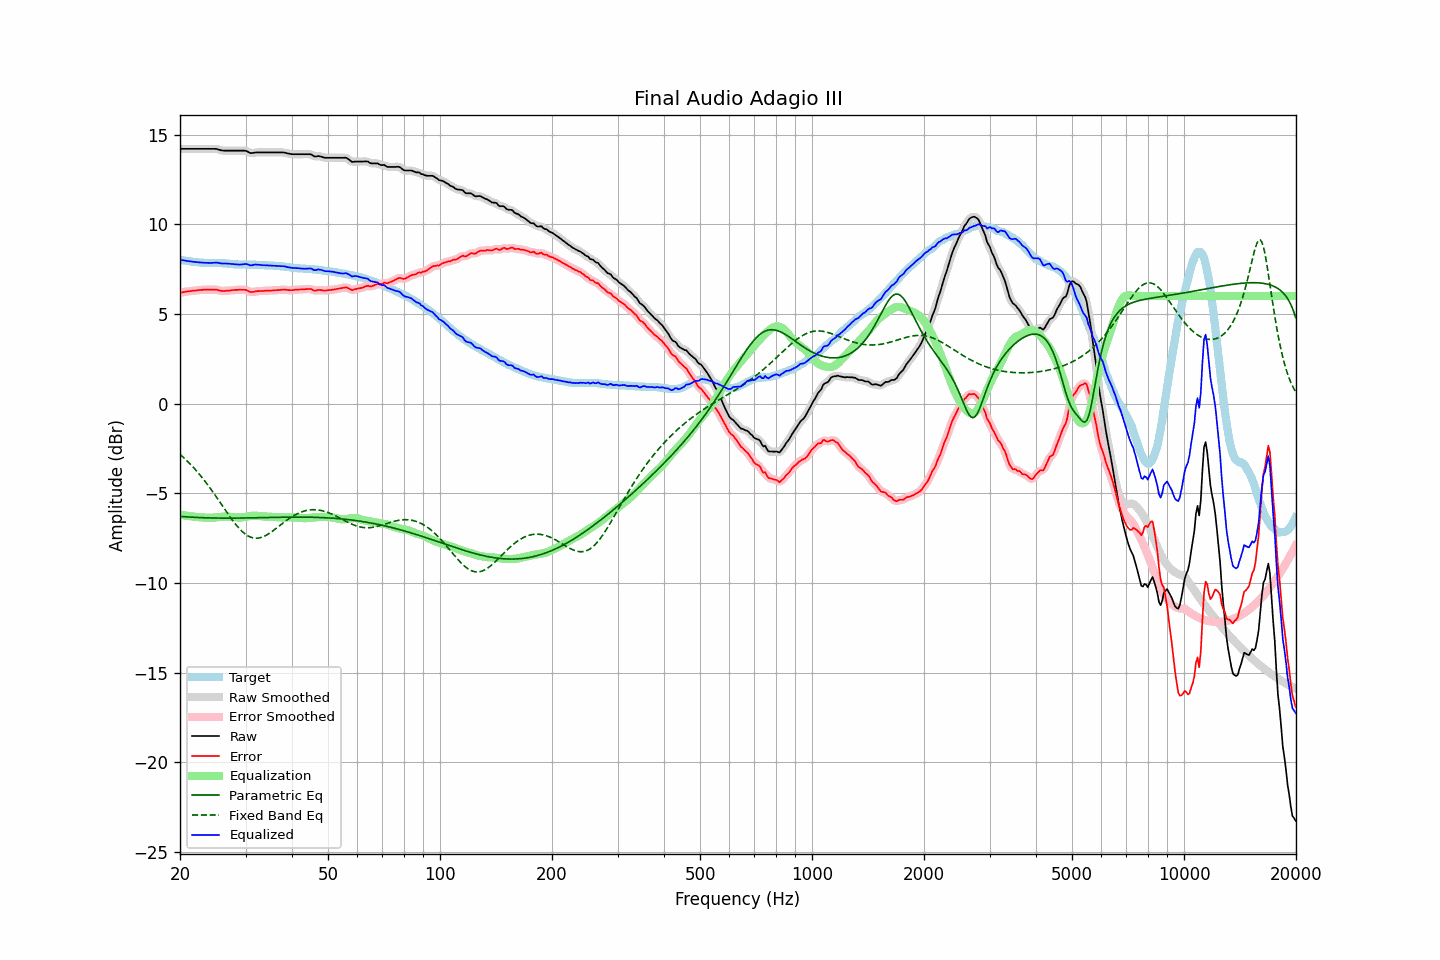 Final Audio Adagio III
15
10
5
0
−5
−10
−15
−20
−25
Amplitude (dBr)
Target
Raw Smoothed
Error Smoothed
Raw
Error
Equalization
Parametric Eq
Fixed Band Eq
Equalized
20
50
100
200
500
1000
2000
5000
10000
20000
Frequency (Hz)